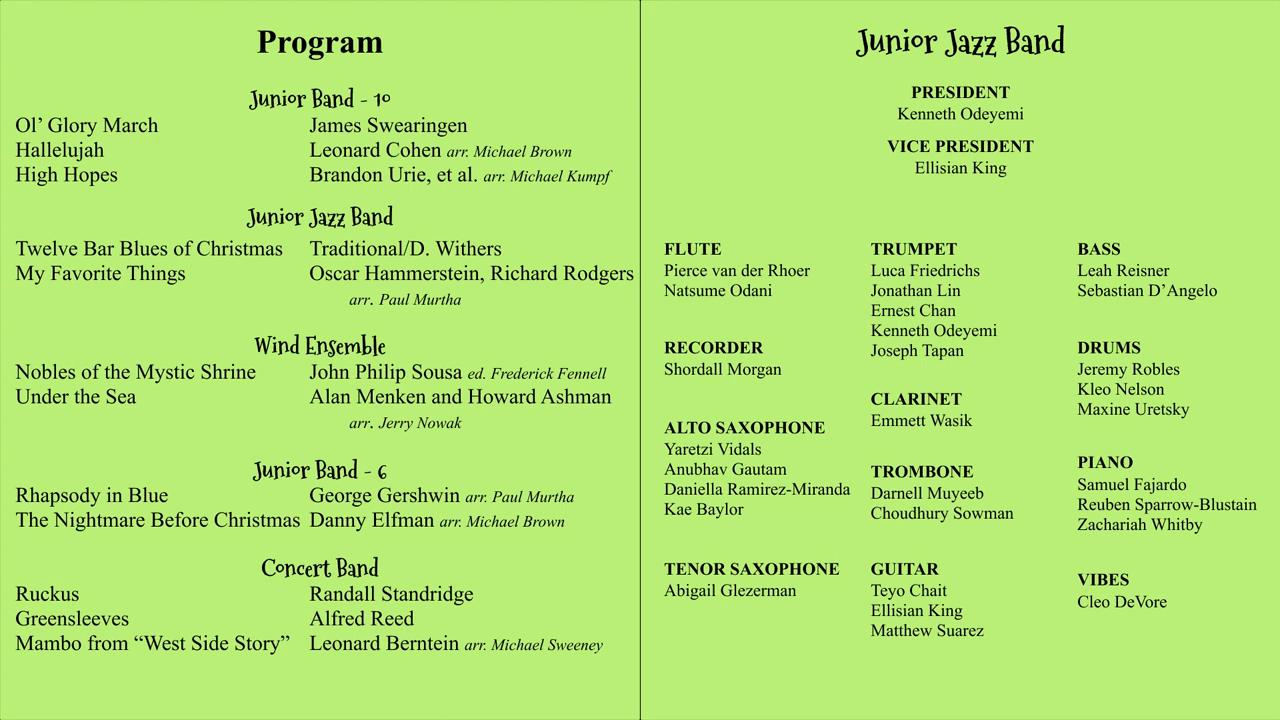 Program
Junior Band - 10
Ol’ Glory March James Swearingen
Hallelujah Leonard Cohen arr. Michael Brown
High Hopes Brandon Urie, et al. arr. Michael Kumpf
Junior Jazz Band
Twelve Bar Blues of Christmas Traditional/D. Withers
My Favorite Things Oscar Hammerstein, Richard Rodgers
arr. Paul Murtha
Wind Ensemble
Nobles of the Mystic Shrine John Philip Sousa ed. Frederick Fennell
Under the Sea Alan Menken and Howard Ashman
arr. Jerry Nowak
Junior Band - 6
Rhapsody in Blue George Gershwin arr. Paul Murtha
The Nightmare Before Christmas Danny Elfman arr. Michael Brown
Concert Band
Ruckus Randall Standridge
Greensleeves Alfred Reed
Mambo from “West Side Story” Leonard Berntein arr. Michael Sweeney
Junior Jazz Band
PRESIDENT
Kenneth Odeyemi
VICE PRESIDENT
Ellisian King
FLUTE
Pierce van der Rhoer
Natsume Odani
RECORDER
Shordall Morgan
ALTO SAXOPHONE
Yaretzi Vidals
Anubhav Gautam
Daniella Ramirez-Miranda
Kae Baylor
TENOR SAXOPHONE
Abigail Glezerman
TRUMPET
Luca Friedrichs
Jonathan Lin
Ernest Chan
Kenneth Odeyemi
Joseph Tapan
CLARINET
Emmett Wasik
TROMBONE
Darnell Muyeeb
Choudhury Sowman
GUITAR
Teyo Chait
Ellisian King
Matthew Suarez
BASS
Leah Reisner
Sebastian D’Angelo
DRUMS
Jeremy Robles
Kleo Nelson
Maxine Uretsky
PIANO
Samuel Fajardo
Reuben Sparrow-Blustain
Zachariah Whitby
VIBES
Cleo DeVore